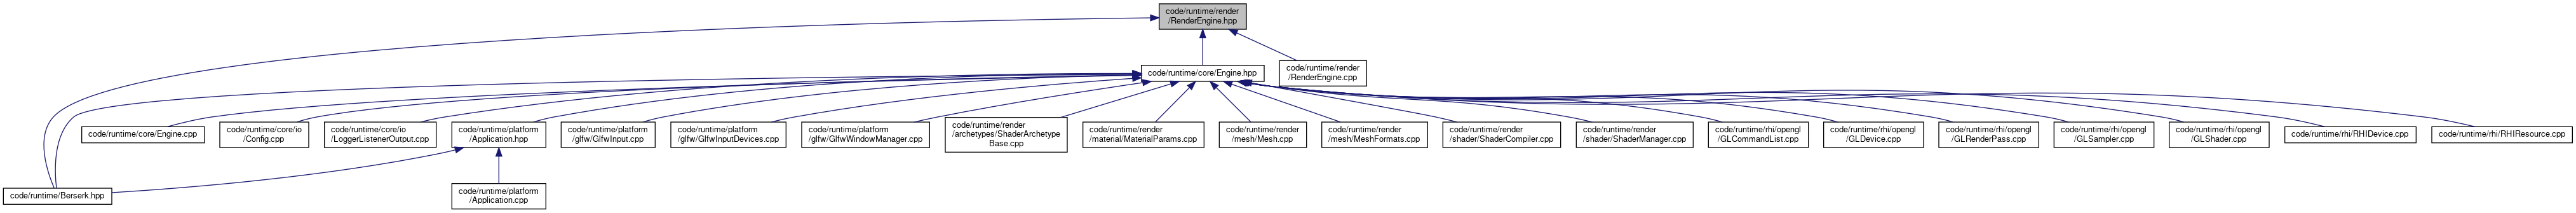 code/runtime/render
/RenderEngine.hpp
code/runtime/core/Engine.hpp
code/runtime/render
/RenderEngine.cpp
code/runtime/core/Engine.cpp
code/runtime/core/io
/Config.cpp
code/runtime/core/io
/LoggerListenerOutput.cpp
code/runtime/platform
/Application.hpp
code/runtime/platform
/glfw/GlfwInput.cpp
code/runtime/platform
/glfw/GlfwInputDevices.cpp
code/runtime/platform
/glfw/GlfwWindowManager.cpp
code/runtime/render
/archetypes/ShaderArchetype
Base.cpp
code/runtime/render
/material/MaterialParams.cpp
code/runtime/render
/mesh/Mesh.cpp
code/runtime/render
/mesh/MeshFormats.cpp
code/runtime/render
/shader/ShaderCompiler.cpp
code/runtime/render
/shader/ShaderManager.cpp
code/runtime/rhi/opengl
/GLCommandList.cpp
code/runtime/rhi/opengl
/GLDevice.cpp
code/runtime/rhi/opengl
/GLRenderPass.cpp
code/runtime/rhi/opengl
/GLSampler.cpp
code/runtime/rhi/opengl
/GLShader.cpp
code/runtime/rhi/RHIDevice.cpp
code/runtime/rhi/RHIResource.cpp
code/runtime/Berserk.hpp
code/runtime/platform
/Application.cpp